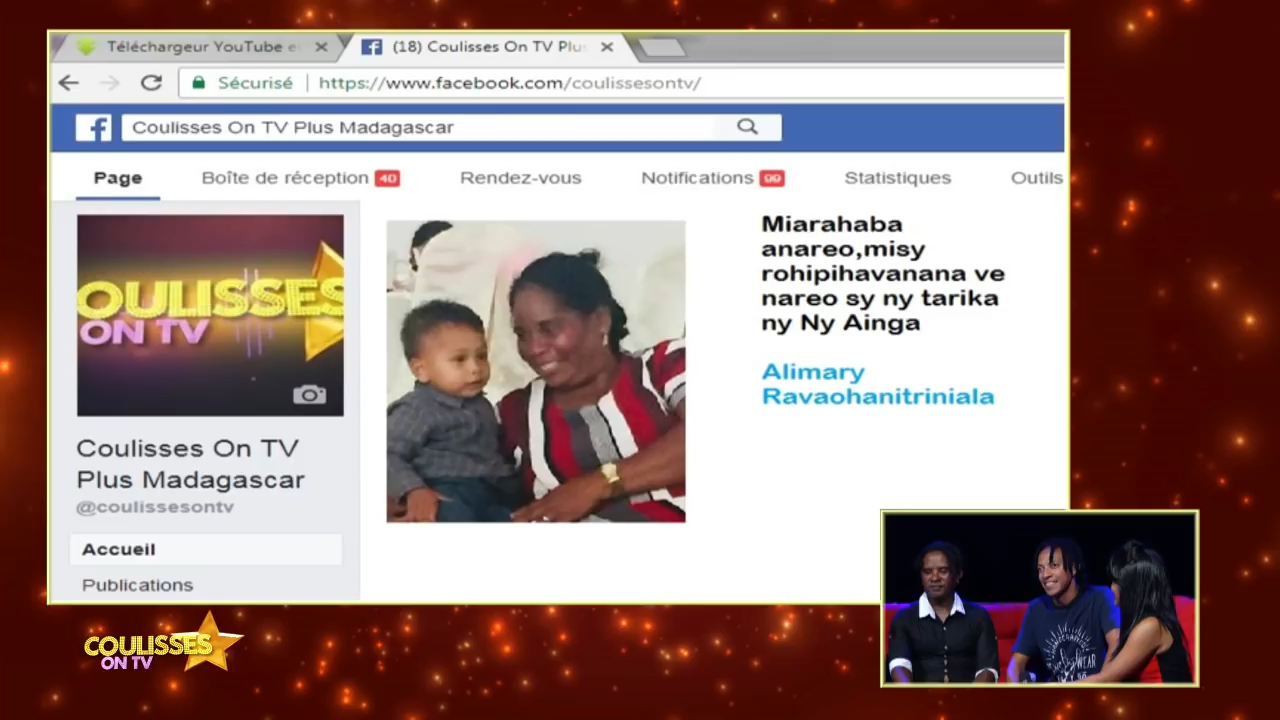 Téléchargeur YouTube e
(18) Coulisses On TV Plu
Sécurisé
https://www.facebook.com/coulissesontv/
Coulisses On TV Plus Madagascar
Page
Boîte de réception 40
Rendez-vous
Notifications 99
Statistiques
Outils
OULISSES
ON TV
Coulisses On TV
Plus Madagascar
@coulissesontv
Accueil
Publications
Miarahaba
anareo,misy
rohipihavanana ve
nareo sy ny tarika
ny Ny Ainga
Alimary
Ravaohanitriniala
COULISSES
ON TV